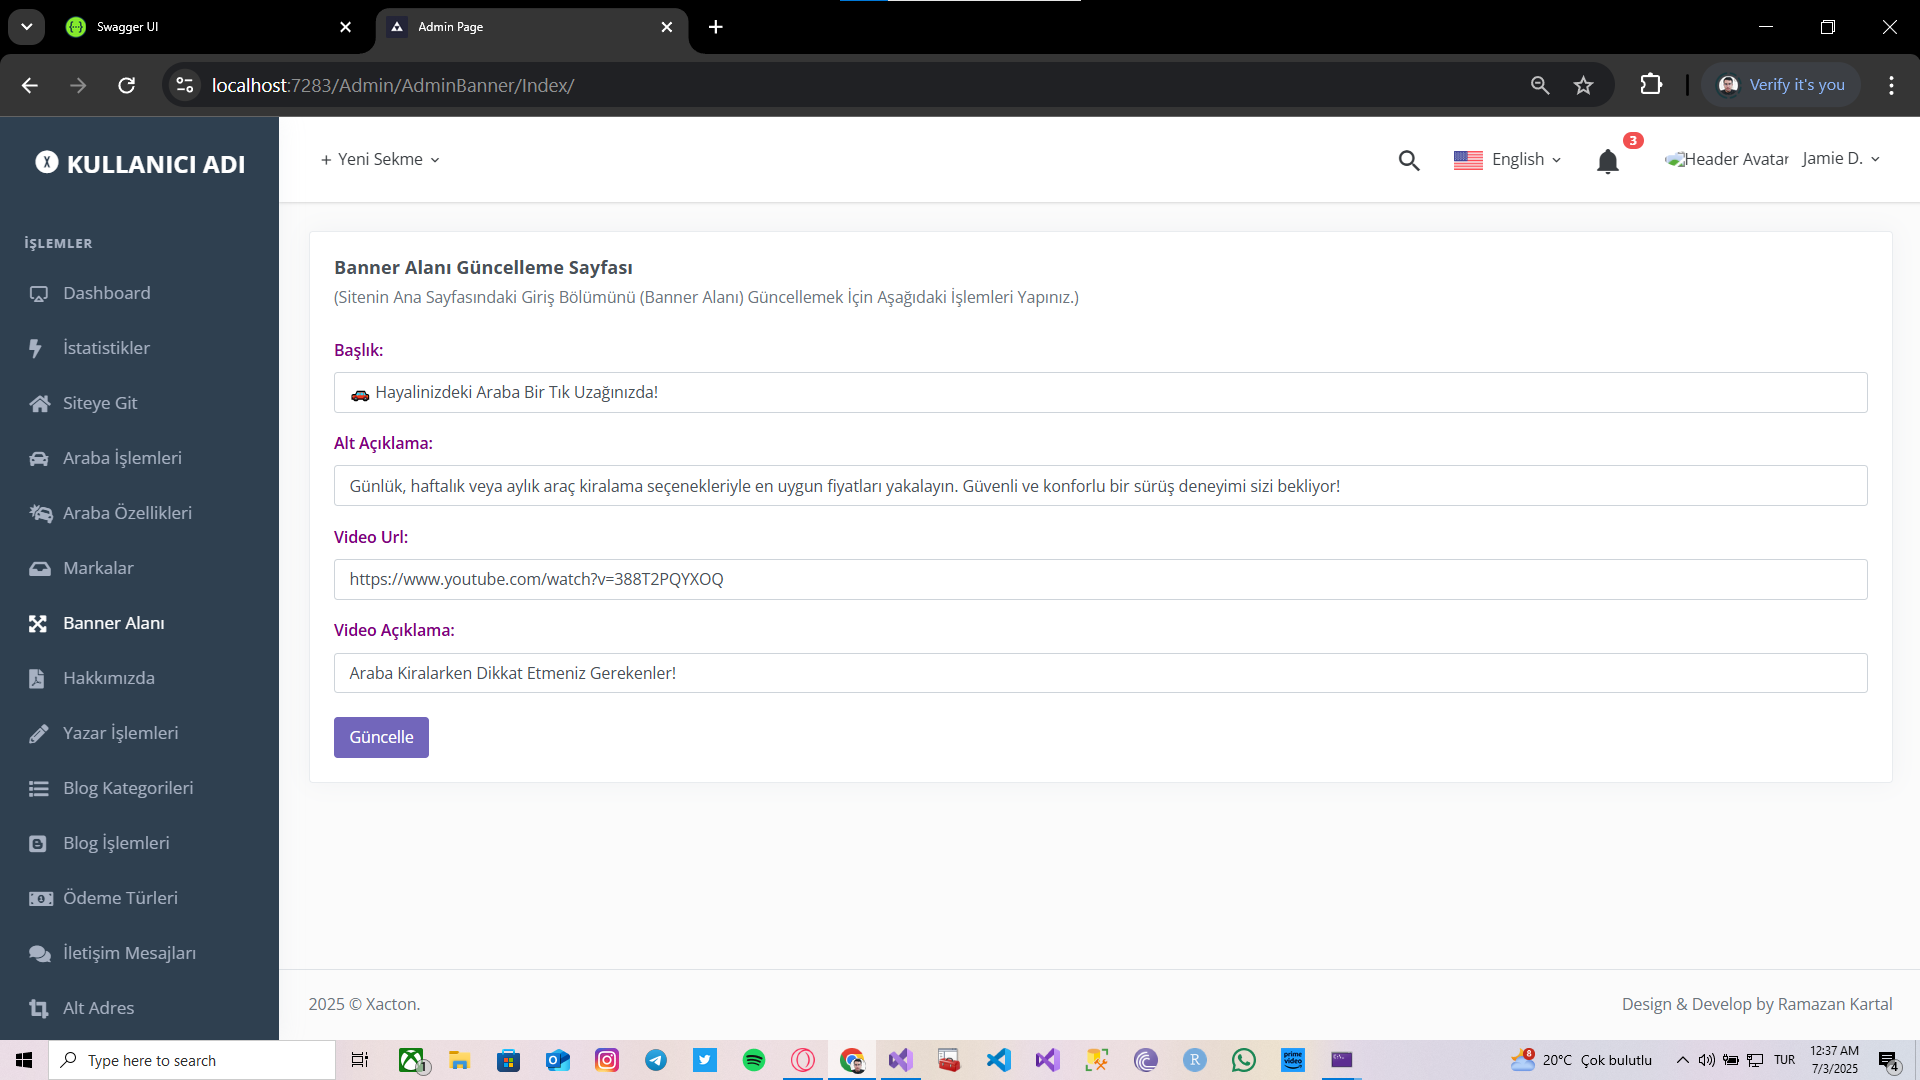 Swagger UI
Admin Page
localhost:7283/Admin/AdminBanner/Index/
Verify it's you
X KULLANICI ADI
+ Yeni Sekme
English
3
Header Avatar
Jamie D.
İŞLEMLER
Dashboard
İstatistikler
Siteye Git
Araba İşlemleri
Araba Özellikleri
Markalar
Banner Alanı
Hakkımızda
Yazar İşlemleri
Blog Kategorileri
Blog İşlemleri
Ödeme Türleri
İletişim Mesajları
Alt Adres
Banner Alanı Güncelleme Sayfası
(Sitenin Ana Sayfasındaki Giriş Bölümünü (Banner Alanı) Güncellemek İçin Aşağıdaki İşlemleri Yapınız.)
Başlık:
🚗 Hayalinizdeki Araba Bir Tık Uzağınızda!
Alt Açıklama:
Günlük, haftalık veya aylık araç kiralama seçenekleriyle en uygun fiyatları yakalayın. Güvenli ve konforlu bir sürüş deneyimi sizi bekliyor!
Video Url:
https://www.youtube.com/watch?v=388T2PQYXOQ
Video Açıklama:
Araba Kiralarken Dikkat Etmeniz Gerekenler!
Güncelle
2025 © Xacton.
Design & Develop by Ramazan Kartal
Type here to search
1
R
prime video
8
20°C Çok bulutlu
TUR
12:37 AM
7/3/2025
4